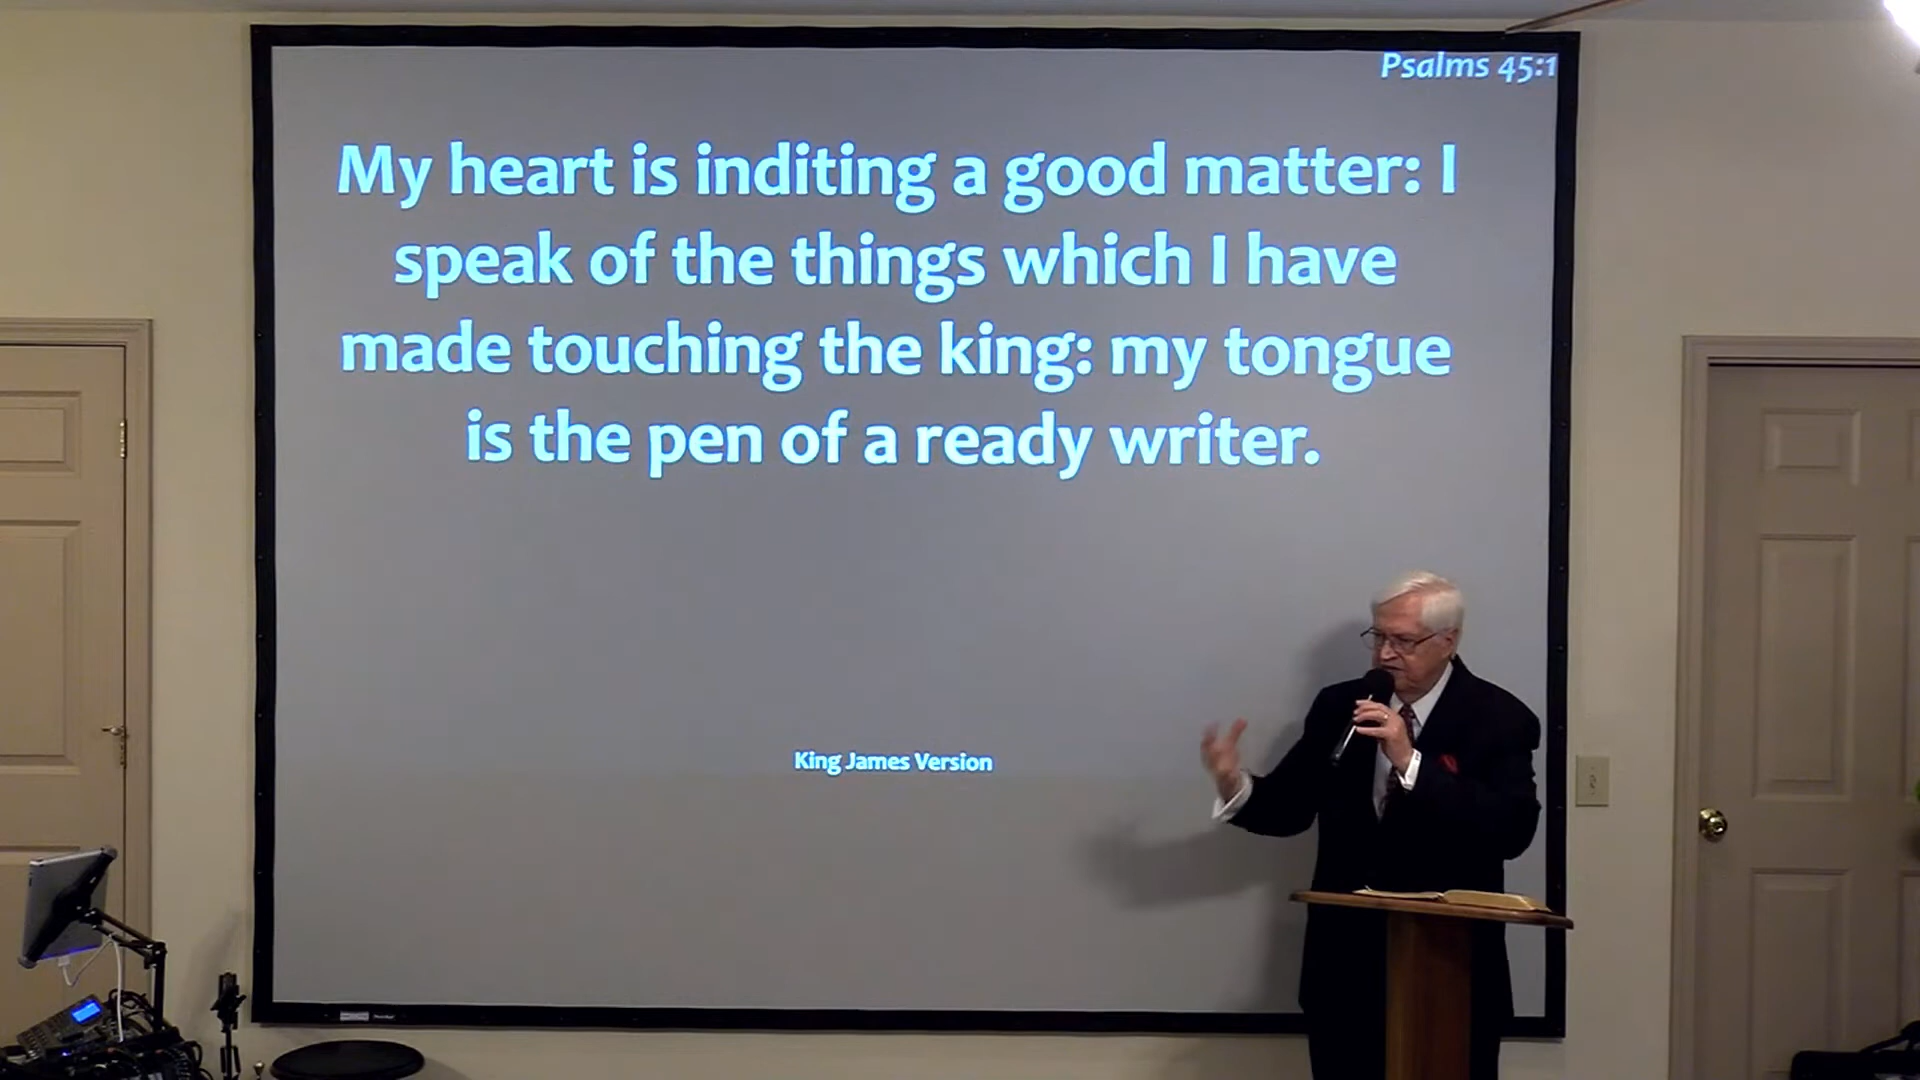 Psalms 45:1
My heart is inditing a good matter: I
speak of the things which I have
made touching the king: my tongue
is the pen of a ready writer.
King James Version